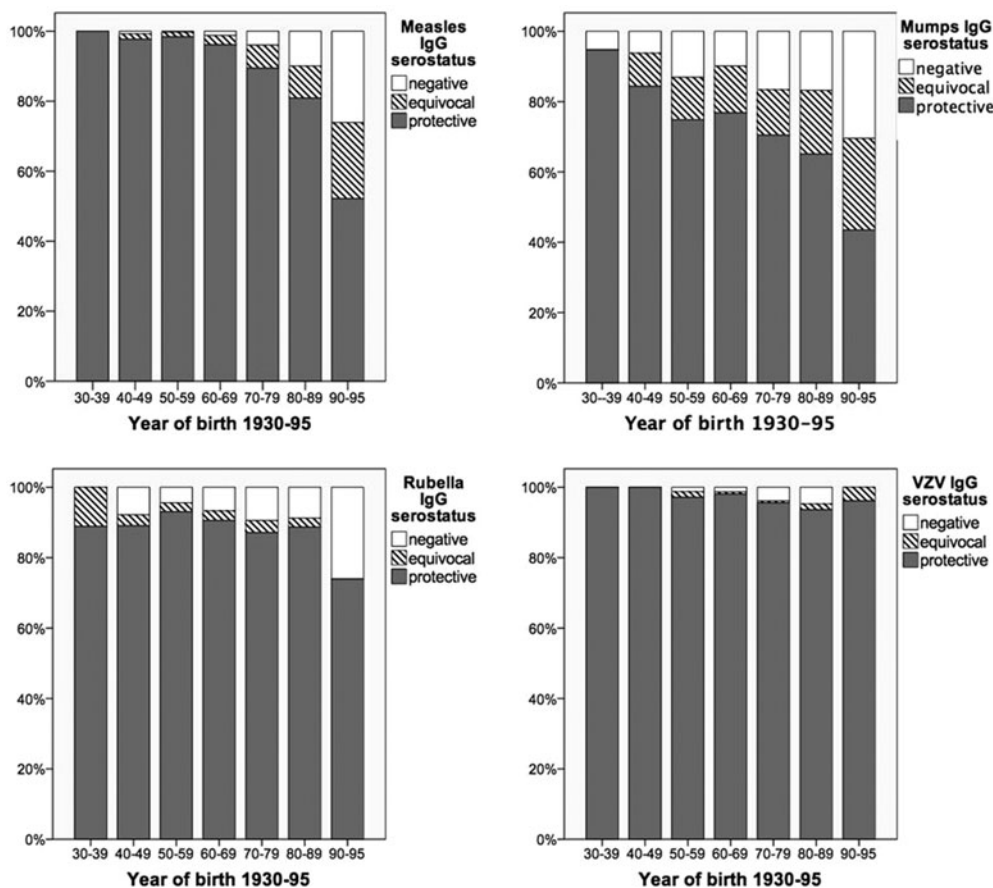 Measles
IgG
serostatus
negative
equivocal
protective
100%
80%
60%
40%
20%
0%
30-39 40-49 50-59 60-69 70-79 80-89 90-95
Year of birth 1930-95
Mumps IgG
serostatus
negative
equivocal
protective
100%
80%
60%
40%
20%
0%
30--39 40-49 50-59 60-69 70-79 80-89 90-95
Year of birth 1930-95
Rubella
IgG
serostatus
negative
equivocal
protective
100%
80%
60%
40%
20%
0%
30-39 40-49 50-59 60-69 70-79 80-89 90-95
Year of birth 1930-95
VZV IgG
serostatus
negative
equivocal
protective
100%
80%
60%
40%
20%
0%
30-39 40-49 50-59 60-69 70-79 80-89 90-95
Year of birth 1930-95